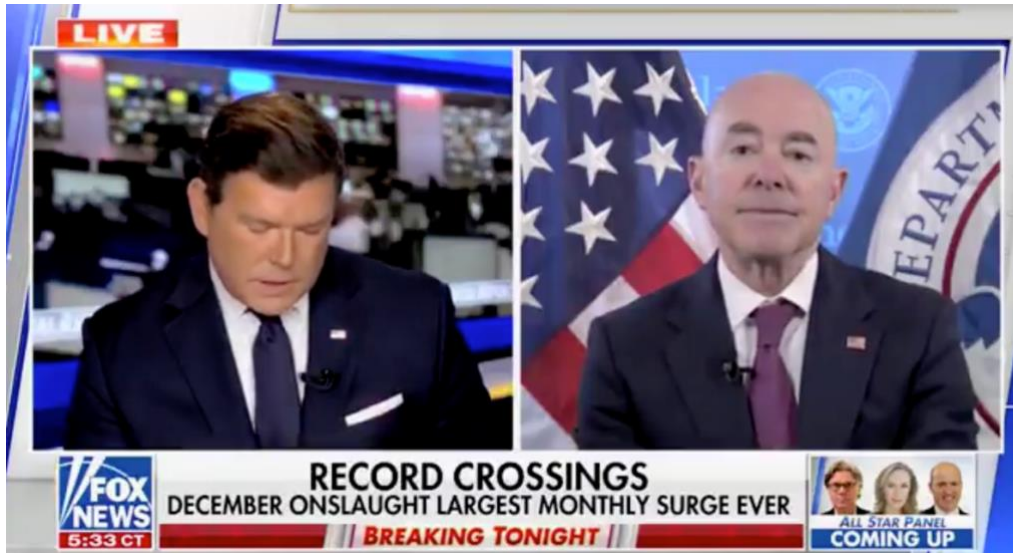 LIVE
DEPARTM
RECORD CROSSINGS
DECEMBER ONSLAUGHT LARGEST MONTHLY SURGE EVER
BREAKING TONIGHT
FOX
NEWS
5:33 CT
ALL STAR PANEL
COMING UP